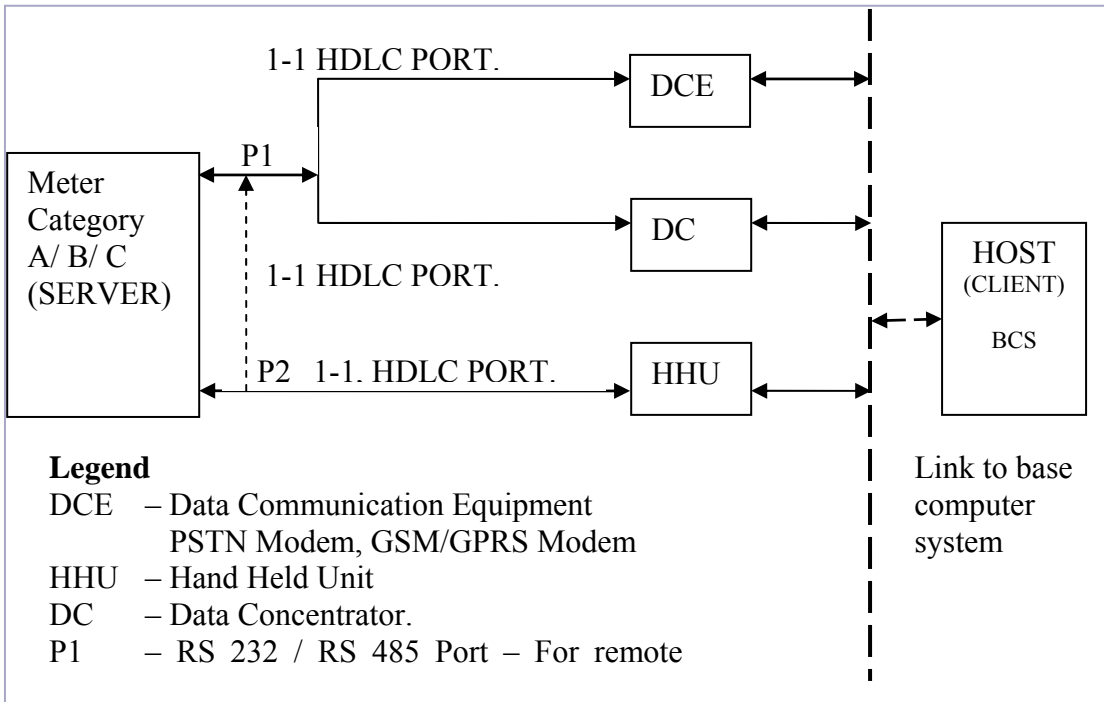 1-1 HDLC PORT.
DCE
P1
Meter
Category
A/ B/ C
(SERVER)
DC
1-1 HDLC PORT.
HOST
(CLIENT)
BCS
P2 1-1. HDLC PORT.
HHU
Legend
DCE – Data Communication Equipment
PSTN Modem, GSM/GPRS Modem
HHU – Hand Held Unit
DC – Data Concentrator.
P1 – RS 232 / RS 485 Port – For remote
Link to base
computer
system